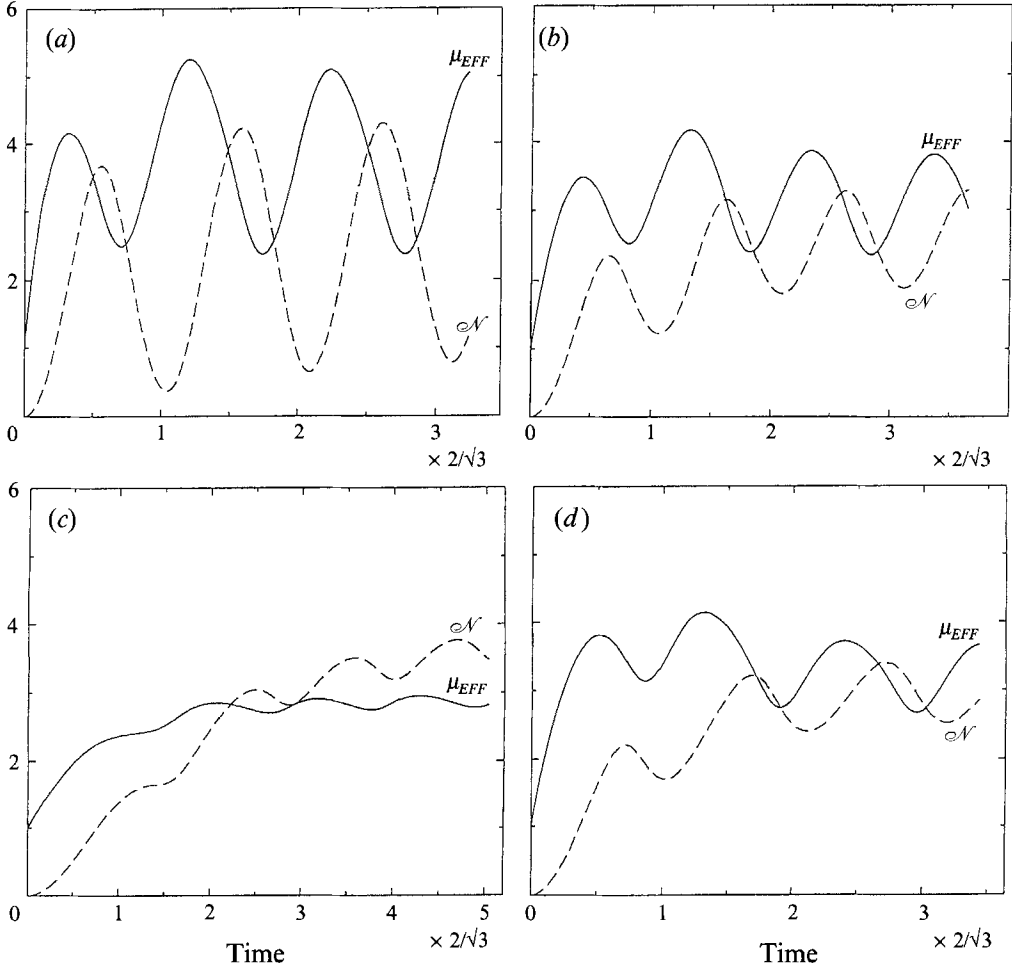 (a)
6
4
2
0
μEFF
𝒩
1 2 3
× 2/√3
(b)
μEFF
𝒩
0 1 2 3
× 2/√3
(c)
6
4
2
0
𝒩
μEFF
1 2 3 4 5
Time × 2/√3
(d)
μEFF
𝒩
0 1 2 3
Time × 2/√3